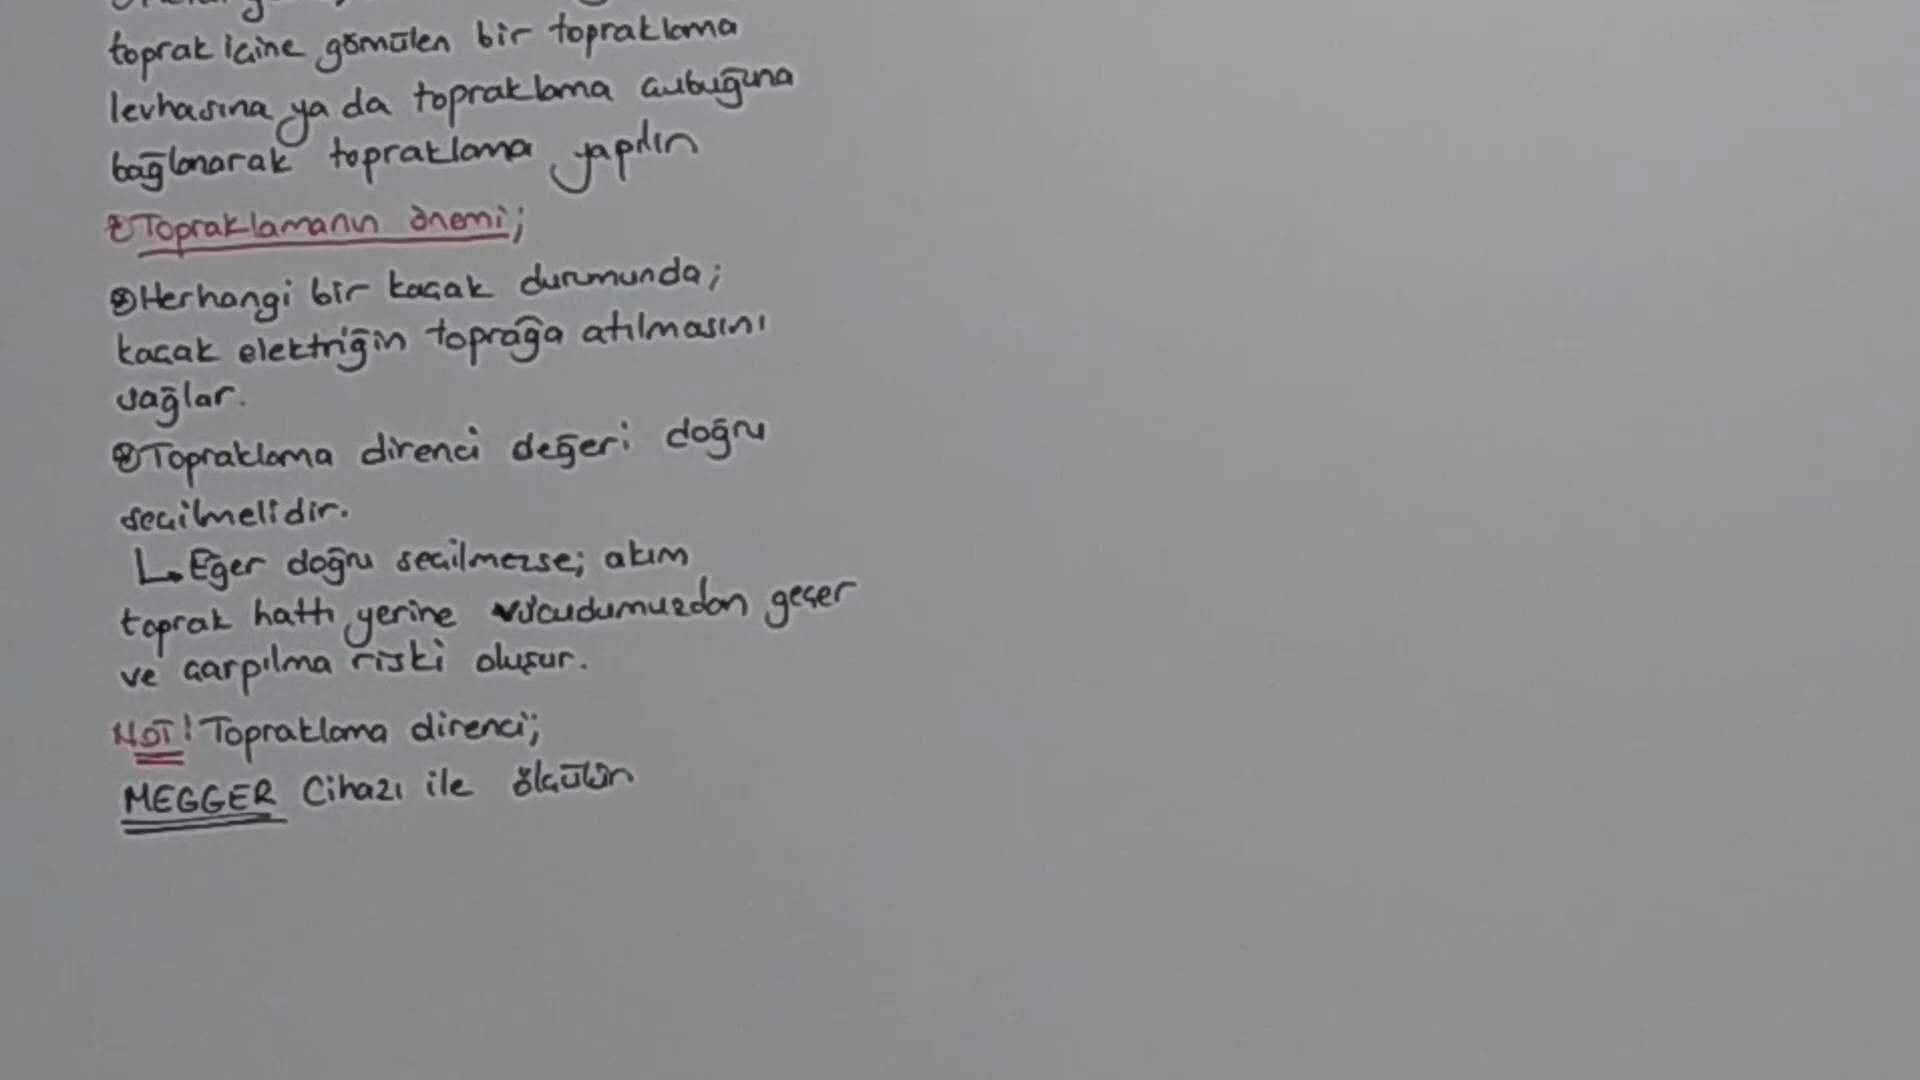 toprak içine gömülen bir topraklama
levhasına ya da topraklama çubuğuna
bağlanarak topraklama yapılır
Topraklamanın önemi;
Herhangi bir kaçak durumunda;
kaçak elektriğin toprağa atılmasını
sağlar.
Topraklama direnci değeri doğru
seçilmelidir.
Eğer doğru seçilmezse; akım
toprak hattı yerine vücudumuzdan geçer
ve çarpılma riski oluşur.
NOT! Topraklama direnci;
MEGGER Cihazı ile ölçülür